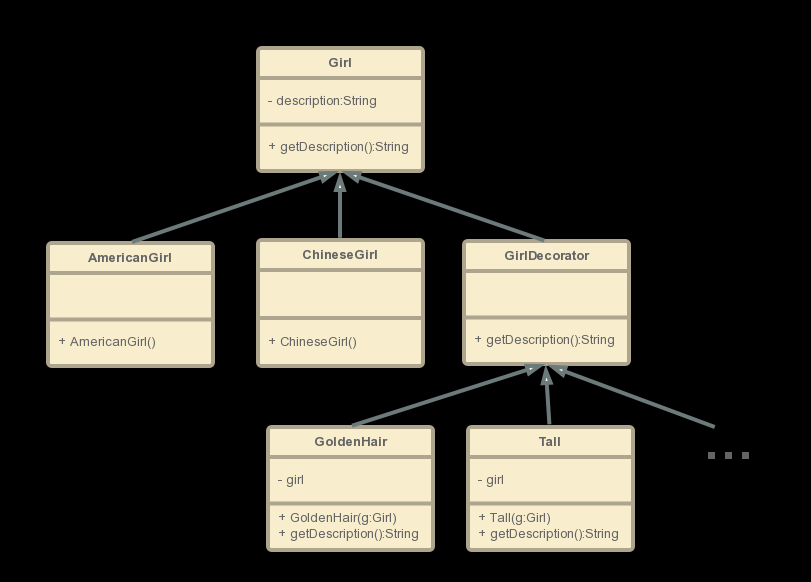 Girl
- description:String
+ getDescription():String
AmericanGirl
+ AmericanGirl()
ChineseGirl
+ ChineseGirl()
GirlDecorator
+ getDescription():String
GoldenHair
- girl
+ GoldenHair(g:Girl)
+ getDescription():String
Tall
- girl
+ Tall(g:Girl)
+ getDescription():String
...